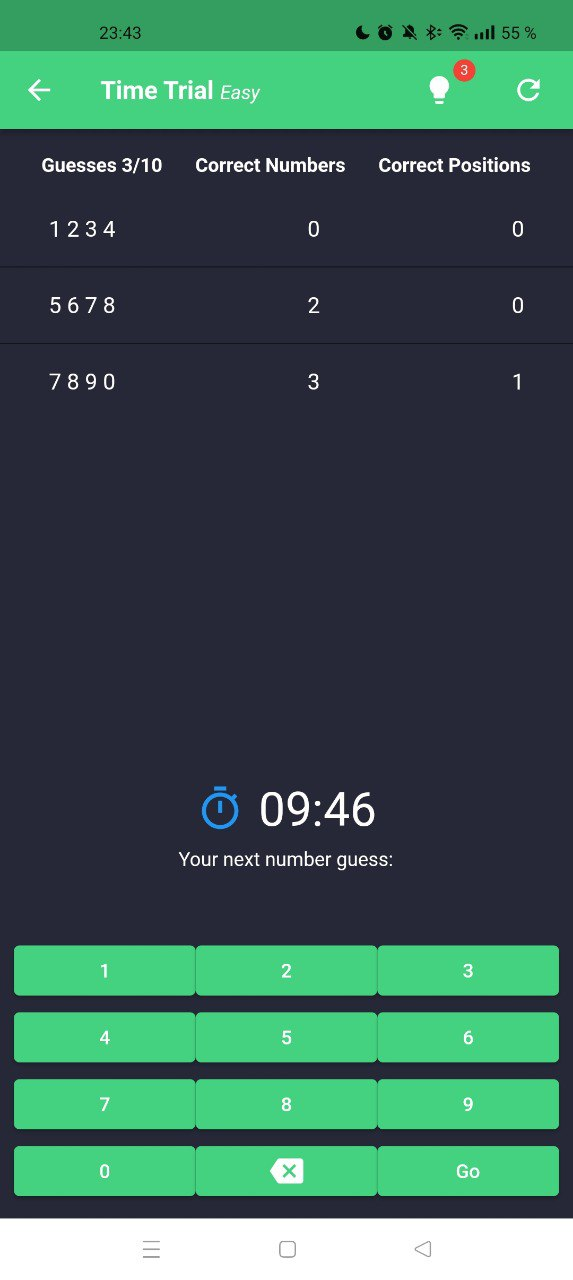 23:43 55 %
Time Trial Easy 3
Guesses 3/10 Correct Numbers Correct Positions
1 2 3 4 0 0
5 6 7 8 2 0
7 8 9 0 3 1
09:46
Your next number guess:
1 2 3
4 5 6
7 8 9
0 Go